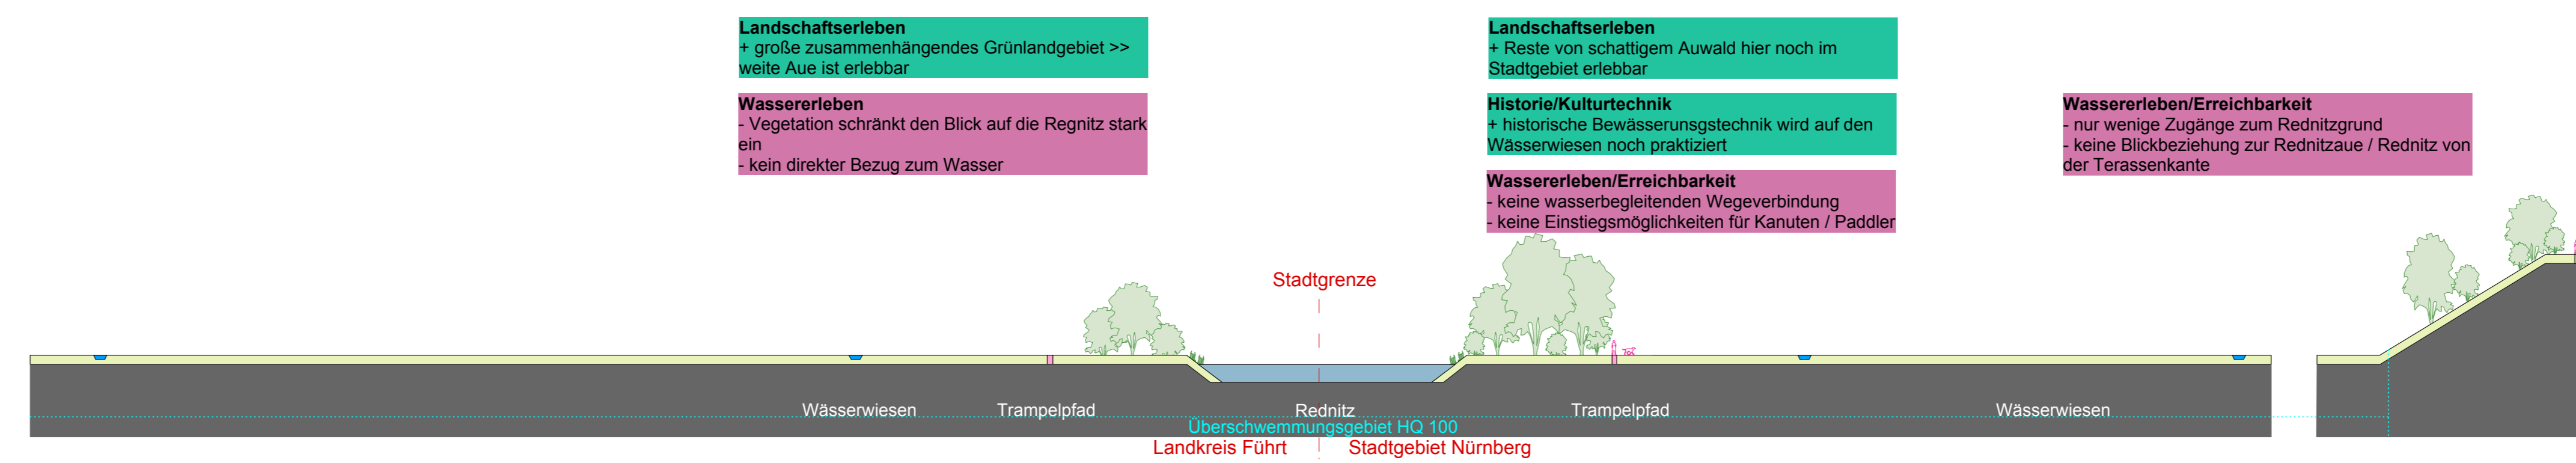 Landschaftserleben
+ große zusammenhängendes Grünlandgebiet >>
weite Aue ist erlebbar
Wassererleben
- Vegetation schränkt den Blick auf die Regnitz stark
ein
- kein direkter Bezug zum Wasser
Landschaftserleben
+ Reste von schattigem Auwald hier noch im
Stadtgebiet erlebbar
Historie/Kulturtechnik
+ historische Bewässerunsgstechnik wird auf den
Wässerwiesen noch praktiziert
Wassererleben/Erreichbarkeit
- keine wasserbegleitenden Wegeverbindung
- keine Einstiegsmöglichkeiten für Kanuten / Paddler
Wassererleben/Erreichbarkeit
- nur wenige Zugänge zum Rednitzgrund
- keine Blickbeziehung zur Rednitzaue / Rednitz von
der Terassenkante
Stadtgrenze
Wässerwiesen
Trampelpfad
Rednitz
Trampelpfad
Wässerwiesen
Überschwemmungsgebiet HQ 100
Landkreis Führt
Stadtgebiet Nürnberg